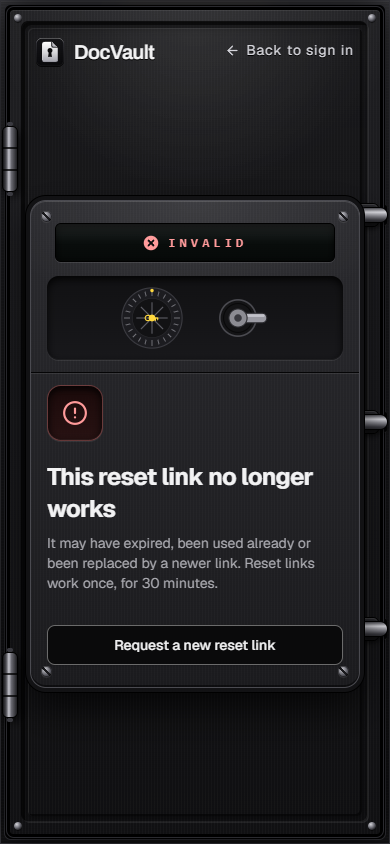 DocVault
← Back to sign in
INVALID
This reset link no longer
works
It may have expired, been used already or
been replaced by a newer link. Reset links
work once, for 30 minutes.
Request a new reset link